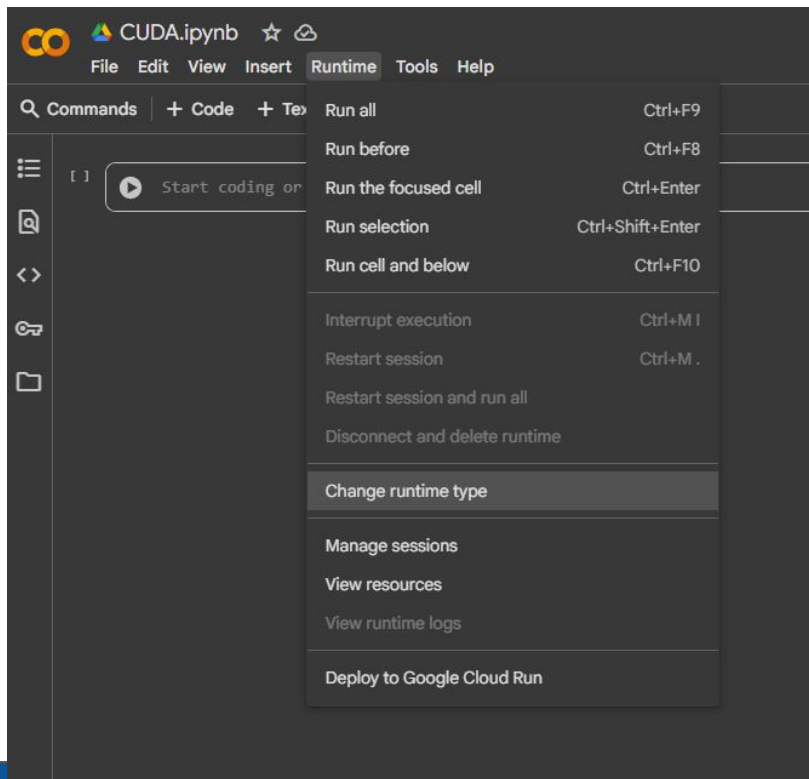 CUDA.ipynb
File Edit View Insert Runtime Tools Help
Commands + Code + Tex
Run all Ctrl+F9
Run before Ctrl+F8
[ ] Start coding or Run the focused cell Ctrl+Enter
Run selection Ctrl+Shift+Enter
Run cell and below Ctrl+F10
Interrupt execution Ctrl+M I
Restart session Ctrl+M .
Restart session and run all
Disconnect and delete runtime
Change runtime type
Manage sessions
View resources
View runtime logs
Deploy to Google Cloud Run